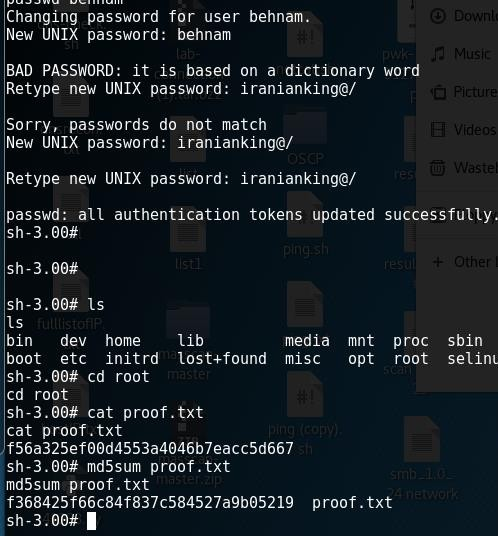 passwd behnam
Changing password for user behnam.
New UNIX password: behnam
BAD PASSWORD: it is based on a dictionary word
Retype new UNIX password: iranianking@/
Sorry, passwords do not match
New UNIX password: iranianking@/
Retype new UNIX password: iranianking@/
passwd: all authentication tokens updated successfully.
sh-3.00#
sh-3.00#
sh-3.00# ls
ls
bin dev home lib media mnt proc sbin
boot etc initrd lost+found misc opt root selinu
sh-3.00# cd root
cd root
sh-3.00# cat proof.txt
cat proof.txt
f56a325ef00d4553a4046b7eacc5d667
sh-3.00# md5sum proof.txt
md5sum proof.txt
f368425f66c84f837c584527a9b05219 proof.txt
sh-3.00#
Downlo
Music
Picture
Videos
Waste
Other
sh
lab-
pwk-
OSCP
ping.sh
list1
fulllistofIP.
master
master.zip
ping (copy).
sh
scan
smb_1.0_
24 network